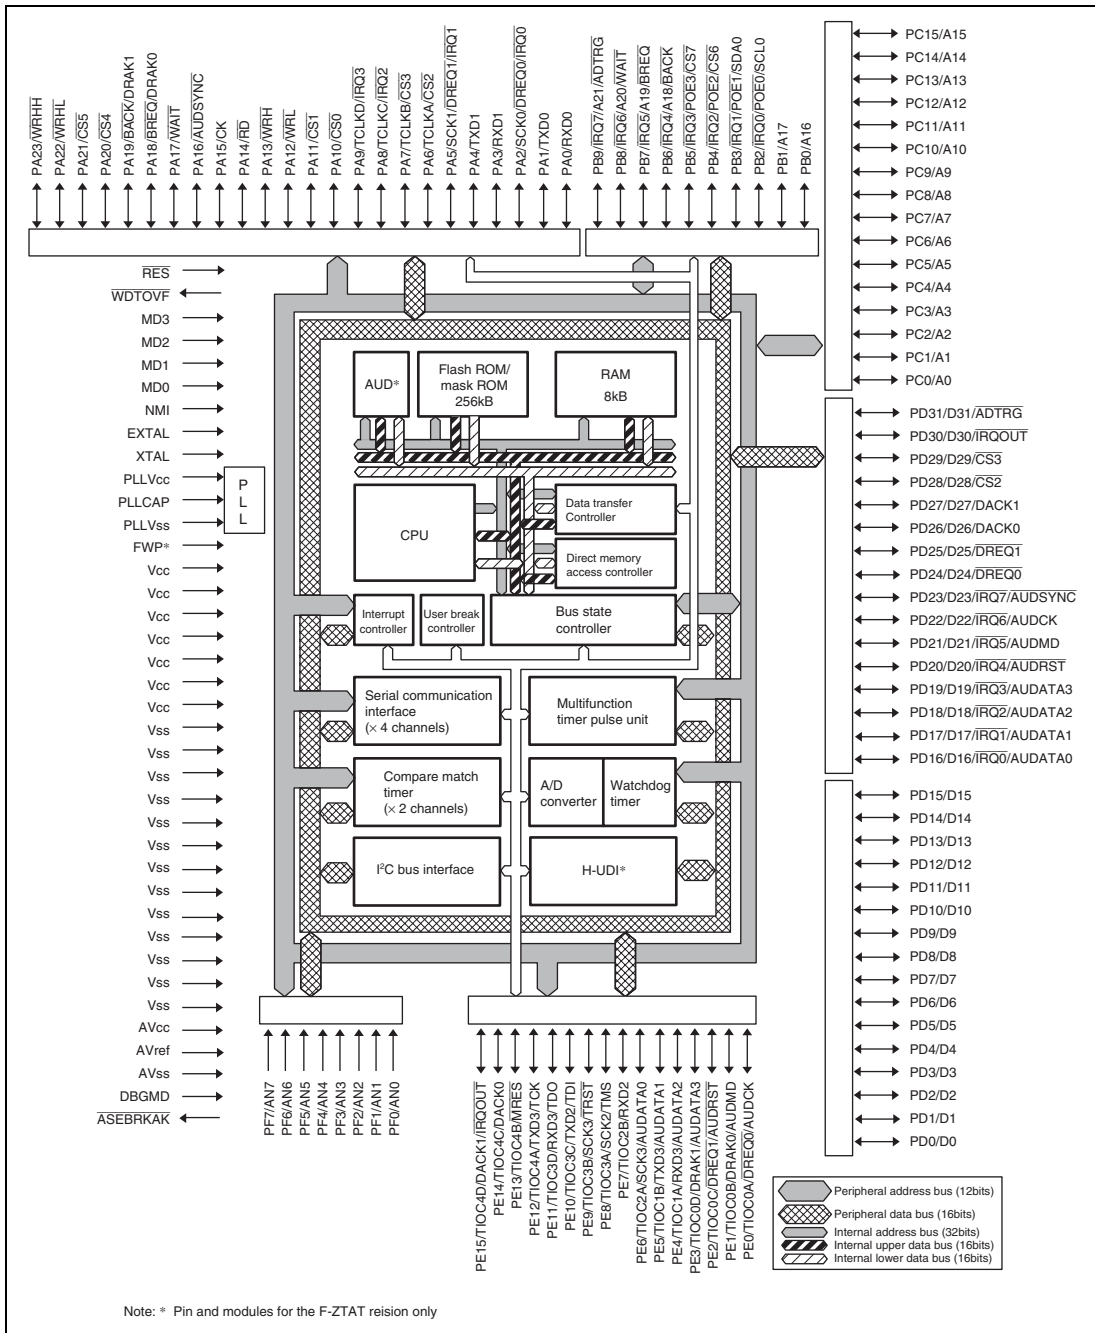 PA23/WRHH
PA22/WRHL
PA21/CS5
PA20/CS4
PA19/BACK/DRAK1
PA18/BREQ/DRAK0
PA17/WAIT
PA16/AUDSYNC
PA15/CK
PA14/RD
PA13/WRH
PA12/WRL
PA11/CS1
PA10/CS0
PA9/TCLKD/IRQ3
PA8/TCLKC/IRQ2
PA7/TCLKB/CS3
PA6/TCLKA/CS2
PA5/SCK1/DREQ1/IRQ1
PA4/TXD1
PA3/RXD1
PA2/SCK0/DREQ0/IRQ0
PA1/TXD0
PA0/RXD0
PB9/IRQ7/A21/ADTRG
PB8/IRQ6/A20/WAIT
PB7/IRQ5/A19/BREQ
PB6/IRQ4/A18/BACK
PB5/IRQ3/POE3/CS7
PB4/IRQ2/POE2/CS6
PB3/IRQ1/POE1/SDA0
PB2/IRQ0/POE0/SCL0
PB1/A17
PB0/A16
PC15/A15
PC14/A14
PC13/A13
PC12/A12
PC11/A11
PC10/A10
PC9/A9
PC8/A8
PC7/A7
PC6/A6
PC5/A5
PC4/A4
PC3/A3
PC2/A2
PC1/A1
PC0/A0
RES
WDTOVF
MD3
MD2
MD1
MD0
NMI
EXTAL
XTAL
PLLVcc
PLLCAP
PLLVss
FWP*
Vcc
Vcc
Vcc
Vcc
Vcc
Vcc
Vcc
Vss
Vss
Vss
Vss
Vss
Vss
Vss
Vss
Vss
Vss
Vss
Vss
Vss
AVcc
AVref
AVss
DBGMD
ASEBRKAK
P
L
L
AUD*
Flash ROM/
mask ROM
256kB
RAM
8kB
CPU
Data transfer
Controller
Direct memory
access controller
Interrupt
controller
User break
controller
Bus state
controller
Serial communication
interface
(× 4 channels)
Multifunction
timer pulse unit
Compare match
timer
(× 2 channels)
A/D
converter
Watchdog
timer
I²C bus interface
H-UDI*
PD31/D31/ADTRG
PD30/D30/IRQOUT
PD29/D29/CS3
PD28/D28/CS2
PD27/D27/DACK1
PD26/D26/DACK0
PD25/D25/DREQ1
PD24/D24/DREQ0
PD23/D23/IRQ7/AUDSYNC
PD22/D22/IRQ6/AUDCK
PD21/D21/IRQ5/AUDMD
PD20/D20/IRQ4/AUDRST
PD19/D19/IRQ3/AUDATA3
PD18/D18/IRQ2/AUDATA2
PD17/D17/IRQ1/AUDATA1
PD16/D16/IRQ0/AUDATA0
PD15/D15
PD14/D14
PD13/D13
PD12/D12
PD11/D11
PD10/D10
PD9/D9
PD8/D8
PD7/D7
PD6/D6
PD5/D5
PD4/D4
PD3/D3
PD2/D2
PD1/D1
PD0/D0
PF7/AN7
PF6/AN6
PF5/AN5
PF4/AN4
PF3/AN3
PF2/AN2
PF1/AN1
PF0/AN0
PE15/TIOC4D/DACK1/IRQOUT
PE14/TIOC4C/DACK0
PE13/TIOC4B/MRES
PE12/TIOC4A/TXD3/TCK
PE11/TIOC3D/RXD3/TDO
PE10/TIOC3C/TXD2/TDI
PE9/TIOC3B/SCK3/TRST
PE8/TIOC3A/SCK2/TMS
PE7/TIOC2B/RXD2
PE6/TIOC2A/SCK3/AUDATA0
PE5/TIOC1B/TXD3/AUDATA1
PE4/TIOC1A/RXD3/AUDATA2
PE3/TIOC0D/DRAK1/AUDATA3
PE2/TIOC0C/DREQ1/AUDRST
PE1/TIOC0B/DRAK0/AUDMD
PE0/TIOC0A/DREQ0/AUDCK
Peripheral address bus (12bits)
Peripheral data bus (16bits)
Internal address bus (32bits)
Internal upper data bus (16bits)
Internal lower data bus (16bits)
Note: * Pin and modules for the F-ZTAT reision only